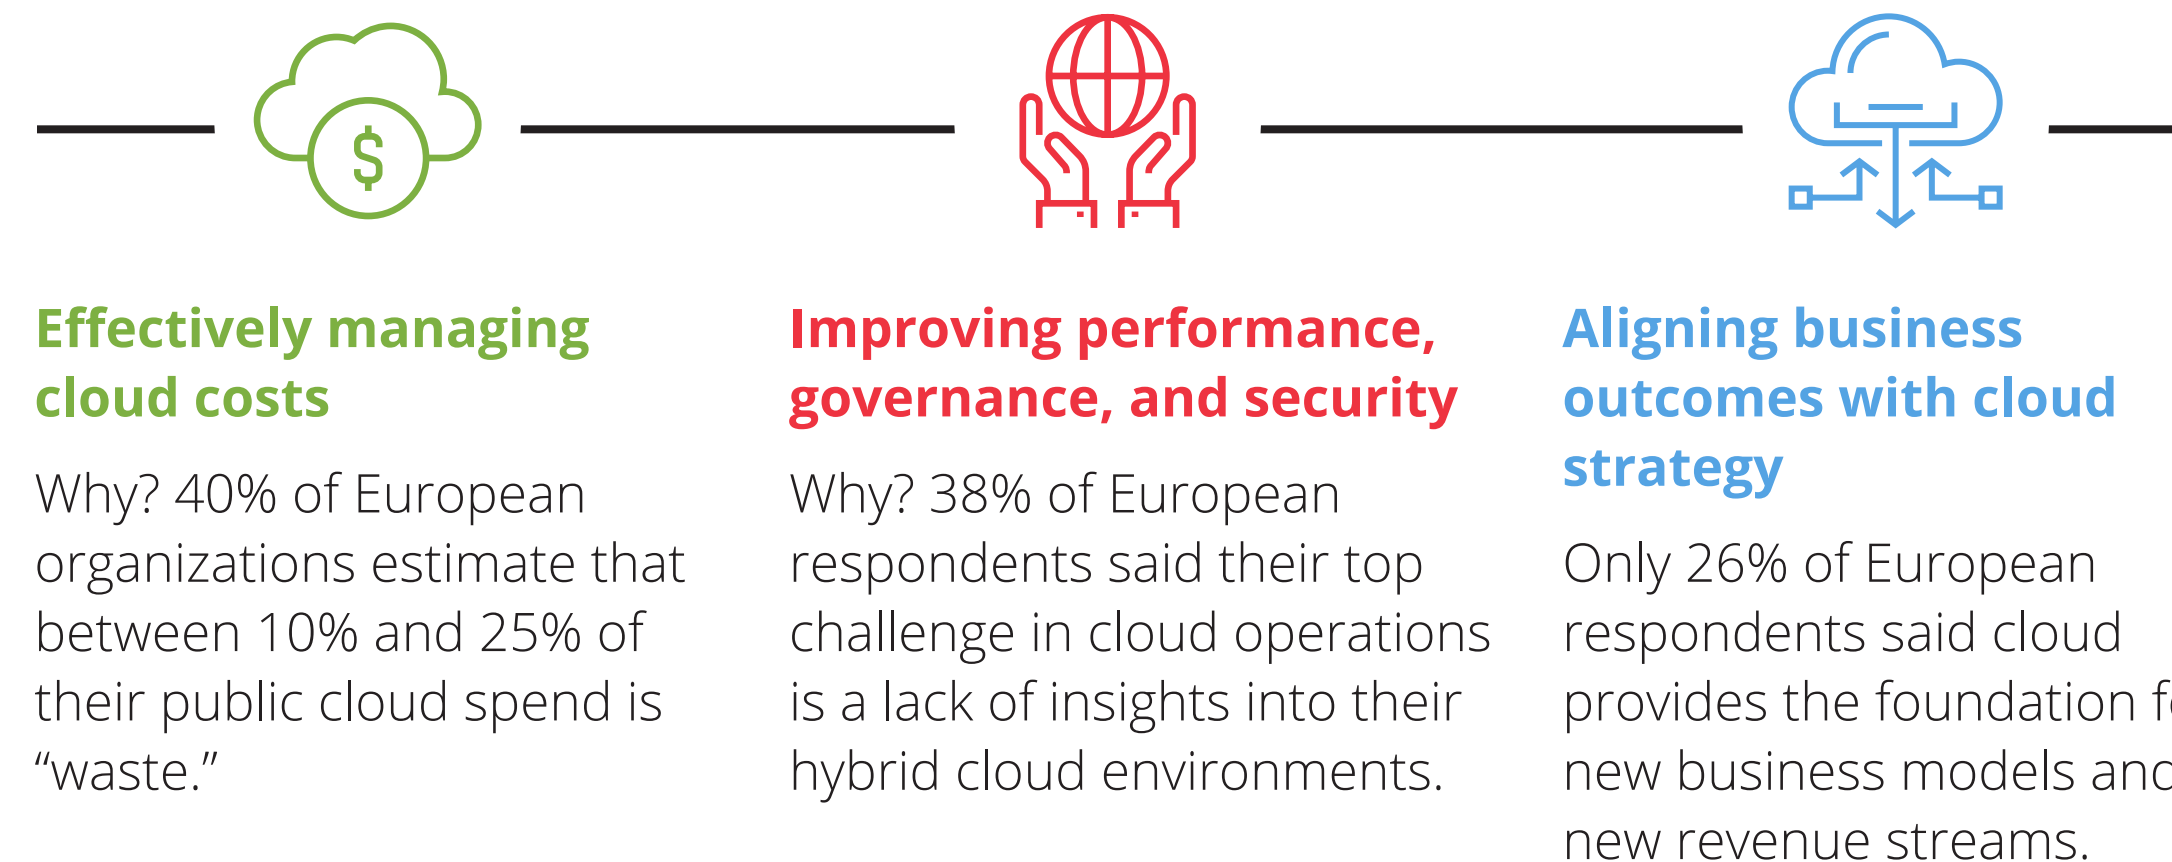 $
Effectively managing
cloud costs
Why? 40% of European
organizations estimate that
between 10% and 25% of
their public cloud spend is
“waste.”
Improving performance,
governance, and security
Why? 38% of European
respondents said their top
challenge in cloud operations
is a lack of insights into their
hybrid cloud environments.
Aligning business
outcomes with cloud
strategy
Only 26% of European
respondents said cloud
provides the foundation
new business models and
new revenue streams.